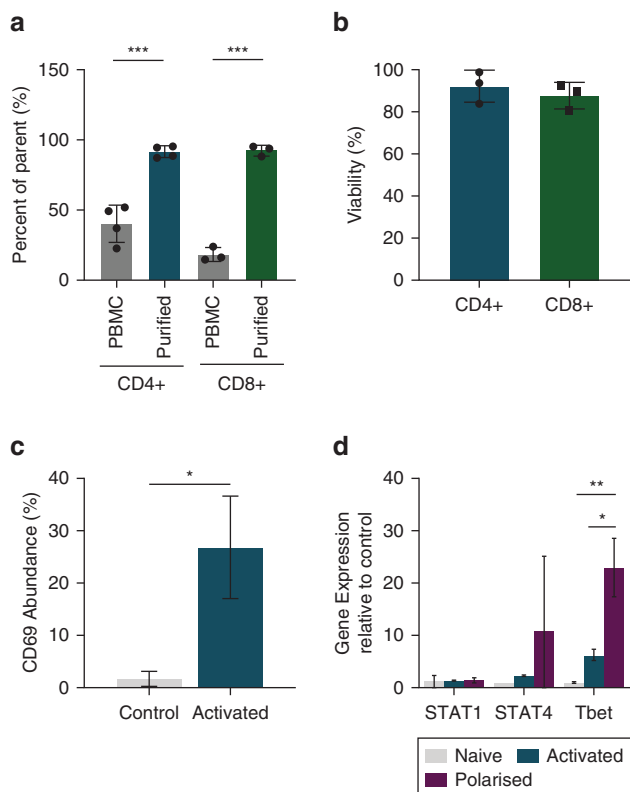 a
***
***
Percent of parent (%)
150
100
50
0
PBMC
Purified
PBMC
Purified
CD4+
CD8+
b
Viability (%)
100
80
60
40
20
0
CD4+
CD8+
c
*
CD69 Abundance (%)
40
30
20
10
0
Control
Activated
d
**
*
Gene Expression
relative to control
40
30
20
10
0
STAT1
STAT4
Tbet
Naive
Activated
Polarised